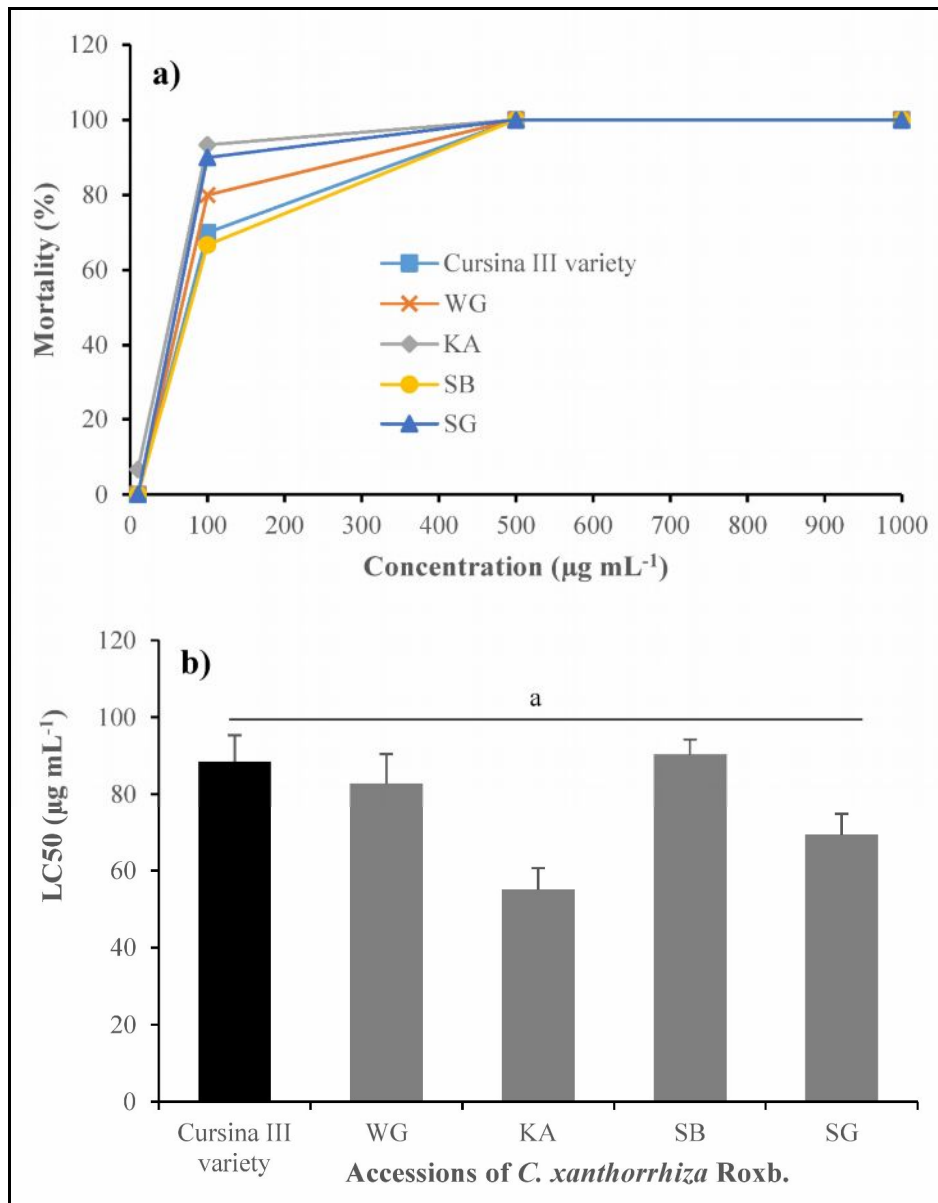 a)
120
100
80
60
40
20
0
Mortality (%)
Cursina III variety
WG
KA
SB
SG
0 100 200 300 400 500 600 700 800 900 1000
Concentration (µg mL⁻¹)
b)
120
100
80
60
40
20
0
LC50 (µg mL⁻¹)
a
Cursina III variety WG KA SB SG
Accessions of C. xanthorrhiza Roxb.